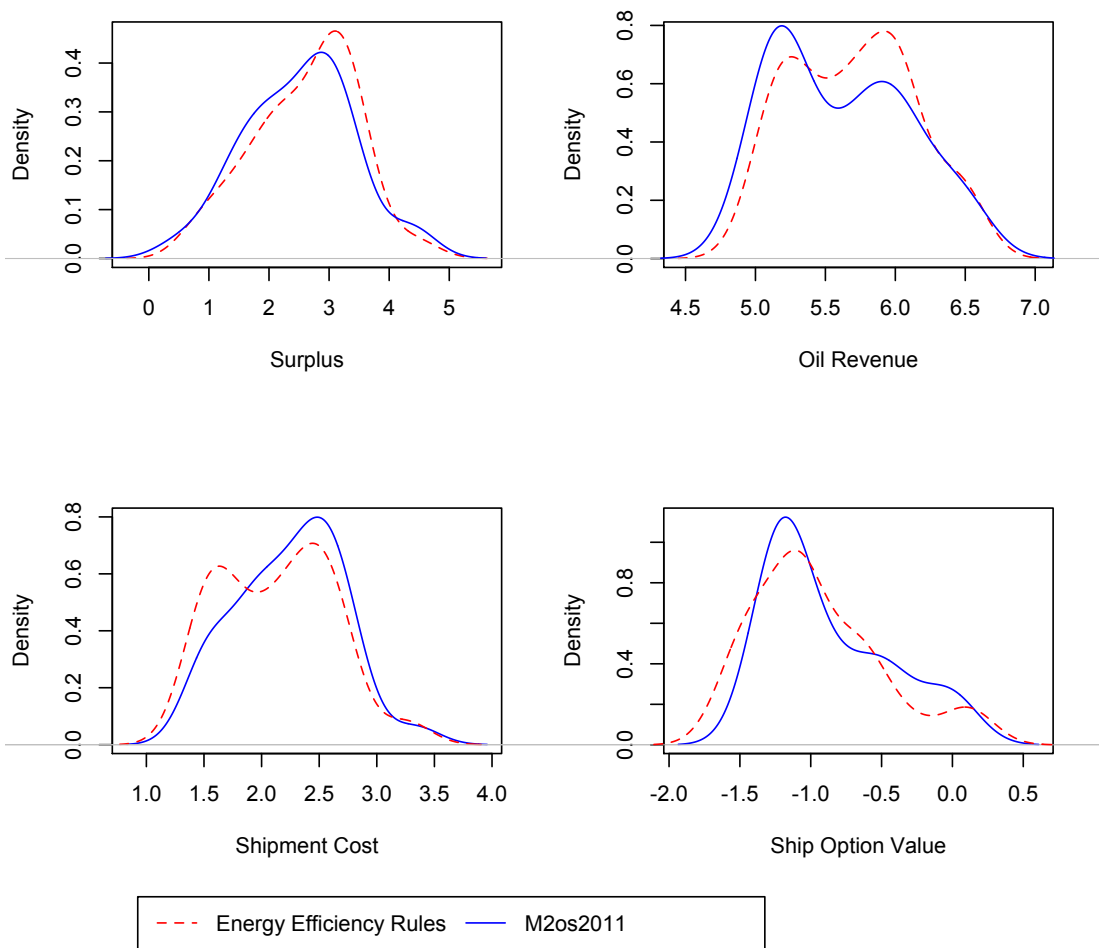 Density
0.0 0.1 0.2 0.3 0.4
0 1 2 3 4 5
Surplus
Density
0.0 0.2 0.4 0.6 0.8
4.5 5.0 5.5 6.0 6.5 7.0
Oil Revenue
Density
0.0 0.2 0.4 0.6 0.8
1.0 1.5 2.0 2.5 3.0 3.5 4.0
Shipment Cost
Density
0.0 0.4 0.8
-2.0 -1.5 -1.0 -0.5 0.0 0.5
Ship Option Value
Energy Efficiency Rules M2os2011